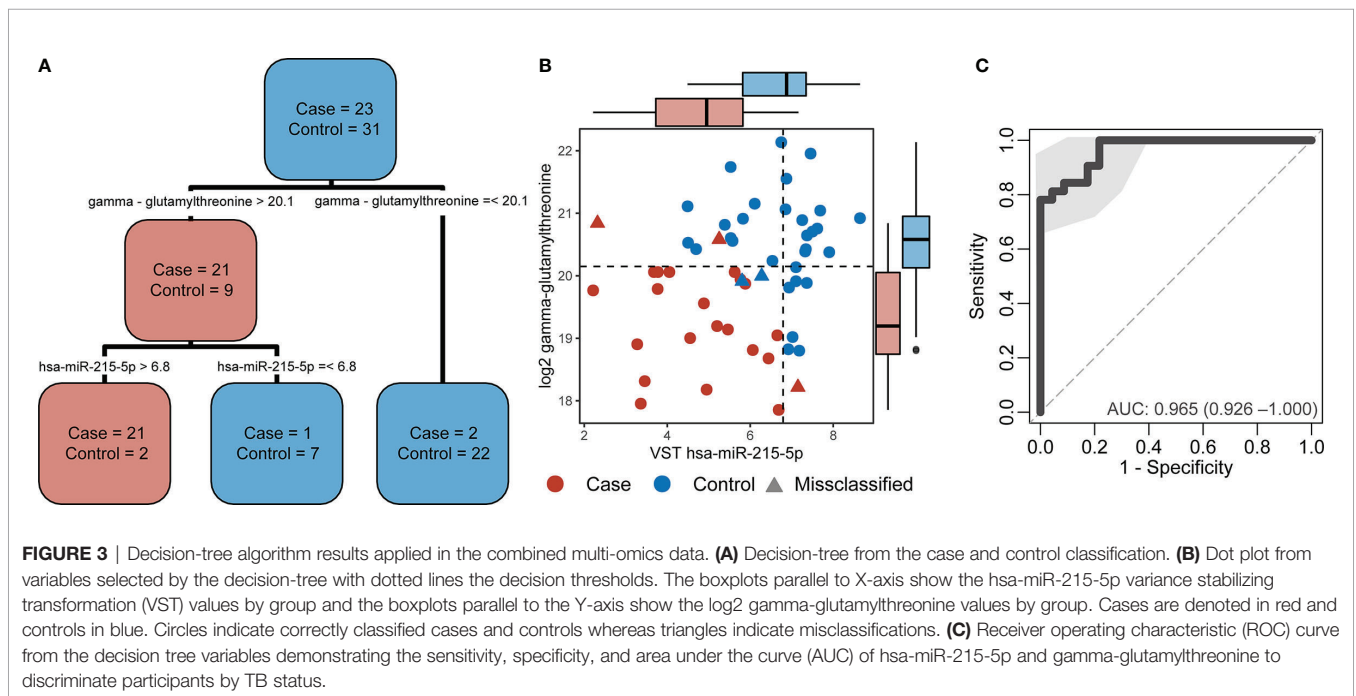 A
Case = 23
Control = 31
gamma - glutamylthreonine > 20.1
gamma - glutamylthreonine =< 20.1
Case = 21
Control = 9
hsa-miR-215-5p > 6.8
hsa-miR-215-5p =< 6.8
Case = 21
Control = 2
Case = 1
Control = 7
Case = 2
Control = 22
B
log2 gamma-glutamylthreonine
22
21
20
19
18
2
4
6
8
VST hsa-miR-215-5p
Case
Control
Missclassified
C
Sensitivity
1.0
0.8
0.6
0.4
0.2
0.0
AUC: 0.965 (0.926 –1.000)
0.0
0.2
0.4
0.6
0.8
1.0
1 - Specificity
FIGURE 3 | Decision-tree algorithm results applied in the combined multi-omics data. (A) Decision-tree from the case and control classification. (B) Dot plot from
variables selected by the decision-tree with dotted lines the decision thresholds. The boxplots parallel to X-axis show the hsa-miR-215-5p variance stabilizing
transformation (VST) values by group and the boxplots parallel to the Y-axis show the log2 gamma-glutamylthreonine values by group. Cases are denoted in red and
controls in blue. Circles indicate correctly classified cases and controls whereas triangles indicate misclassifications. (C) Receiver operating characteristic (ROC) curve
from the decision tree variables demonstrating the sensitivity, specificity, and area under the curve (AUC) of hsa-miR-215-5p and gamma-glutamylthreonine to
discriminate participants by TB status.